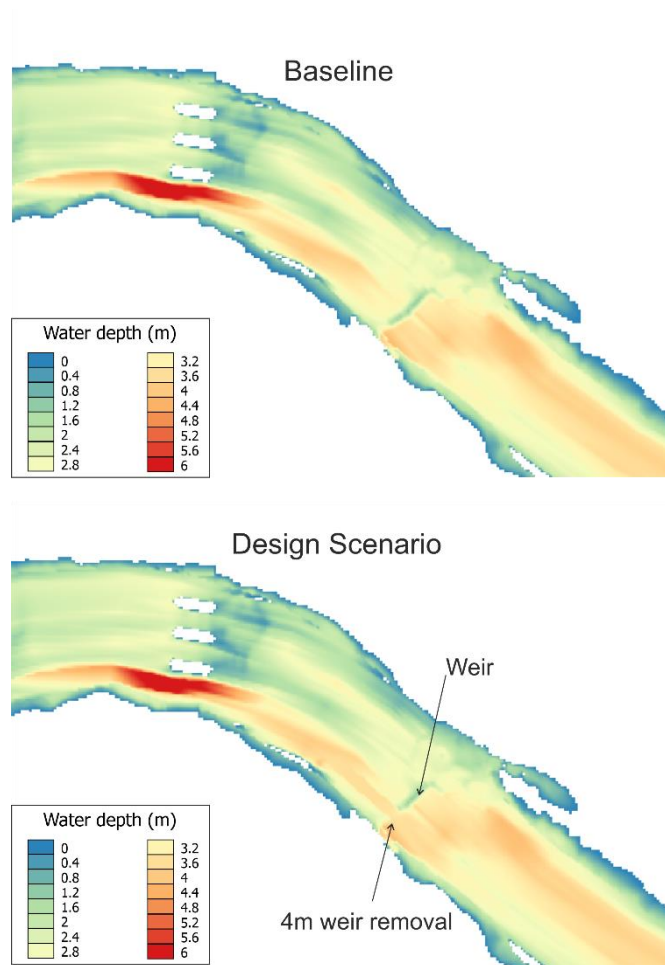 Baseline
Water depth (m)
0 3.2
0.4 3.6
0.8 4
1.2 4.4
1.6 4.8
2 5.2
2.4 5.6
2.8 6
Design Scenario
Weir
Water depth (m)
0 3.2
0.4 3.6
0.8 4
1.2 4.4
1.6 4.8
2 5.2
2.4 5.6
2.8 6
4m weir removal